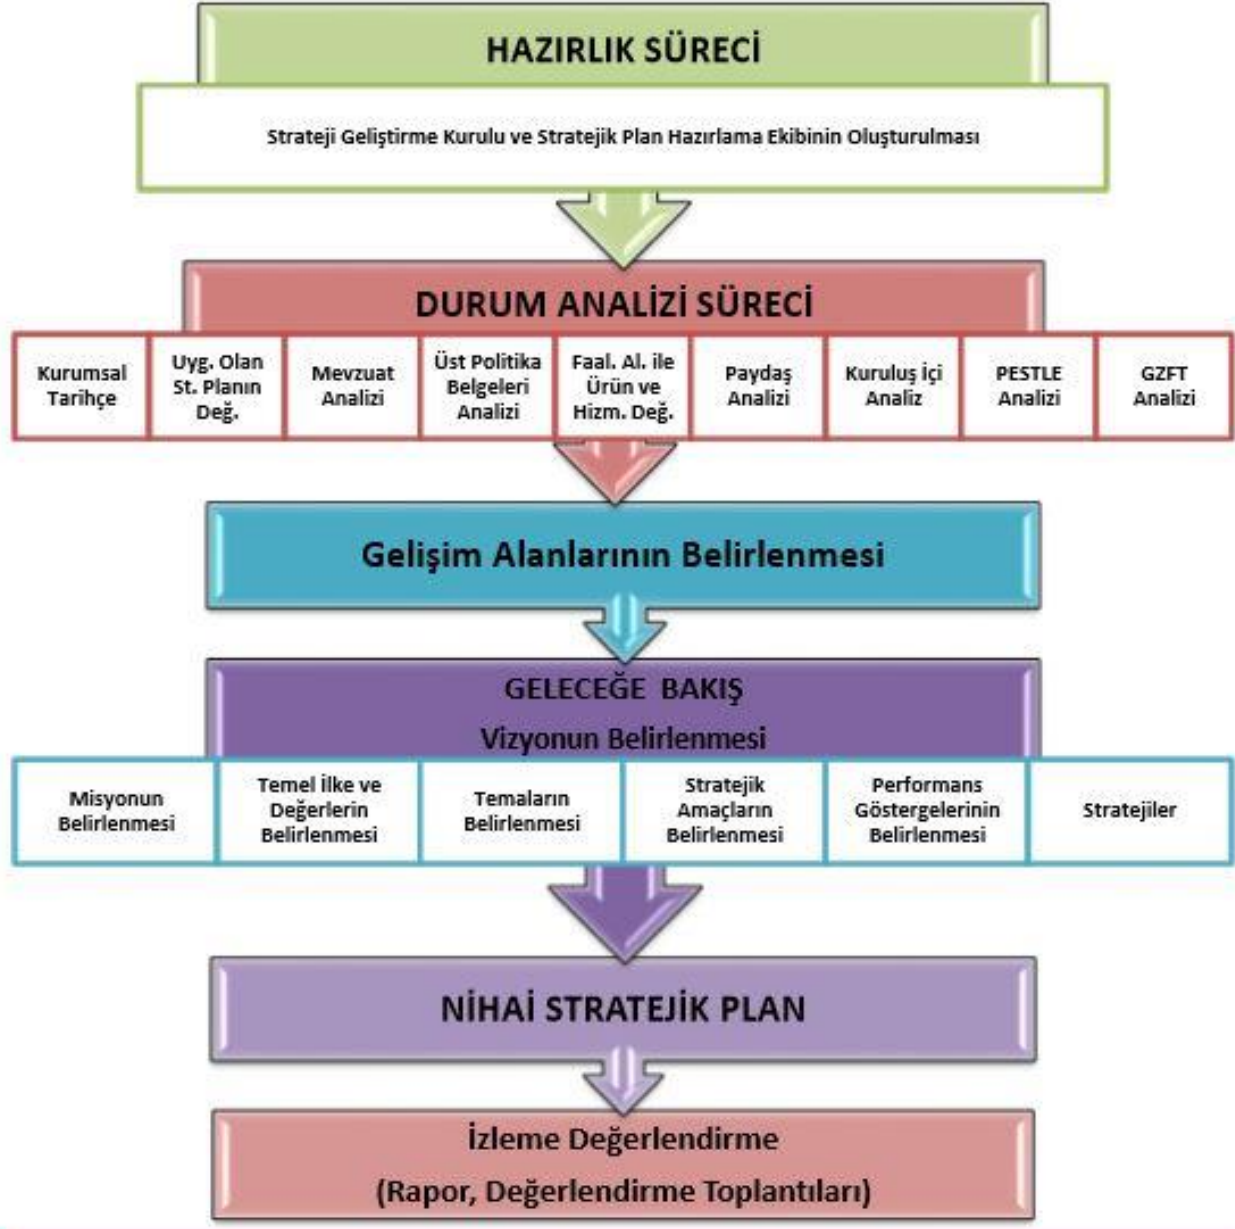 HAZIRLIK SÜRECİ
Strateji Geliştirme Kurulu ve Stratejik Plan Hazırlama Ekibinin Oluşturulması
DURUM ANALİZİ SÜRECİ
Kurumsal
Tarihçe
Uyg. Olan
St. Planın
Değ.
Mevzuat
Analizi
Üst Politika
Belgeleri
Analizi
Faal. Al. ile
Ürün ve
Hizm. Değ.
Paydaş
Analizi
Kuruluş İçi
Analiz
PESTLE
Analizi
GZFT
Analizi
Gelişim Alanlarının Belirlenmesi
GELECEĞE BAKIŞ
Vizyonun Belirlenmesi
Misyonun
Belirlenmesi
Temel İlke ve
Değerlerin
Belirlenmesi
Temaların
Belirlenmesi
Stratejik
Amaçların
Belirlenmesi
Performans
Göstergelerinin
Belirlenmesi
Stratejiler
NİHAİ STRATEJİK PLAN
İzleme Değerlendirme
(Rapor, Değerlendirme Toplantıları)